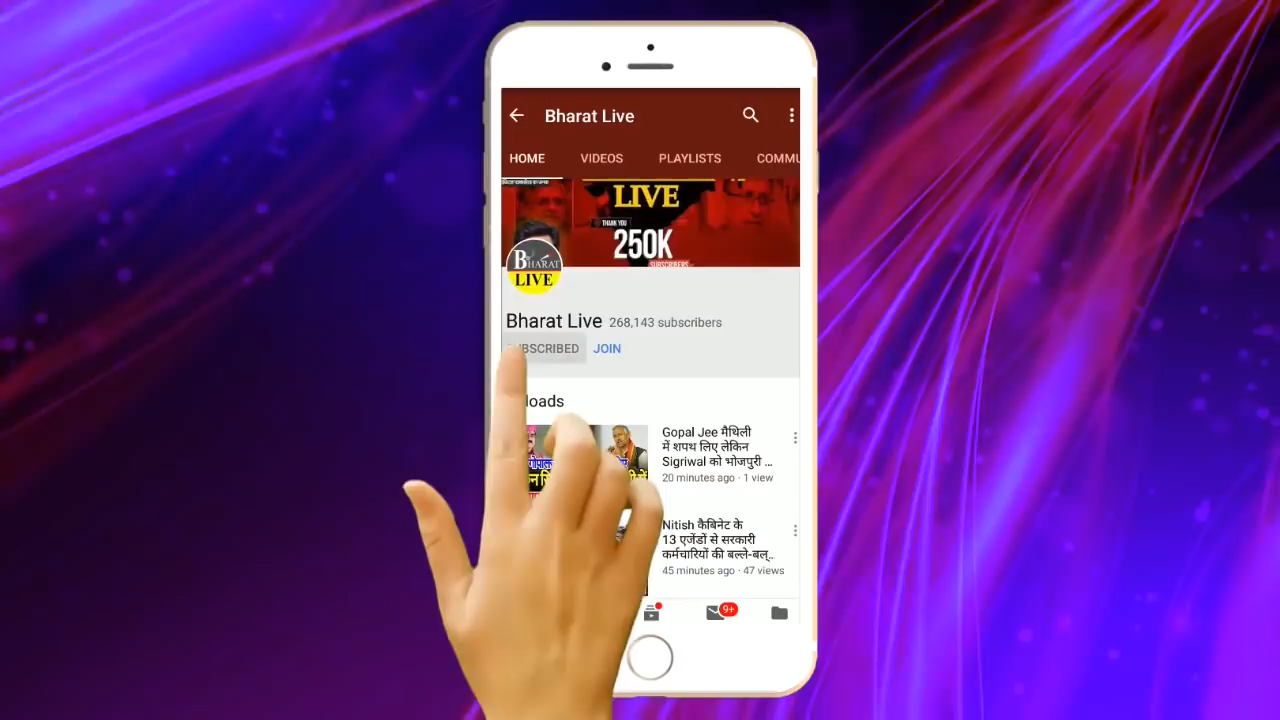 Bharat Live
HOME VIDEOS PLAYLISTS COMMU
LIVE
THANK YOU
250K
SUBSCRIBERS
BHARAT
LIVE
Bharat Live 268,143 subscribers
BSCRIBED JOIN
loads
Gopal Jee मैथिली
में शपथ लिए लेकिन
Sigriwal को भोजपुरी ...
20 minutes ago · 1 view
Nitish कैबिनेट के
13 एजेंडों से सरकारी
कर्मचारियों की बल्ले-बल्..
45 minutes ago · 47 views
9+